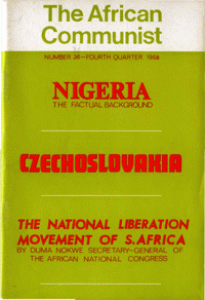 The African
Communist
NUMBER — FOURTH QUARTER 1968
NIGERIA
THE FACTUAL BACKGROUND
CZECHOSLOVAKIA
THE NATIONAL LIBERATION
MOVEMENT OF S.AFRICA
BY DUMA NOKWE SECRETARY-GENERAL OF
THE AFRICAN NATIONAL CONGRESS